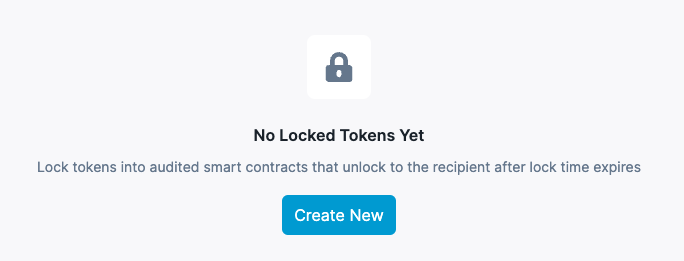 No Locked Tokens Yet
Lock tokens into audited smart contracts that unlock to the recipient after lock time expires
Create New